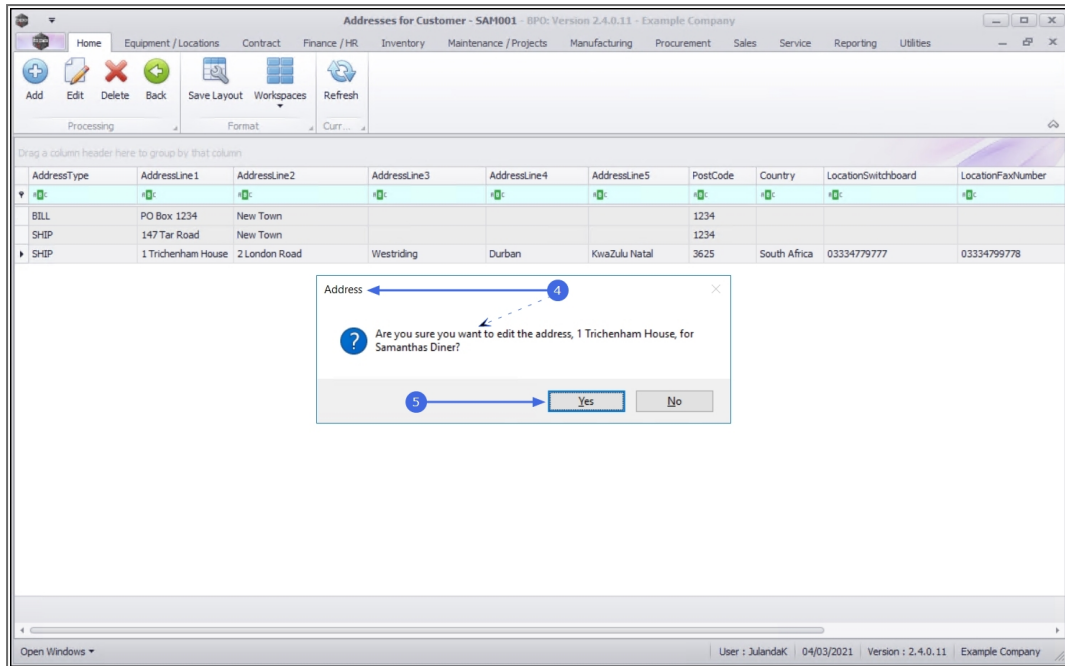 Addresses for Customer - SAM001 - BPO: Version 2.4.0.11 - Example Company
Home Equipment / Locations Contract Finance / HR Inventory Maintenance / Projects Manufacturing Procurement Sales Service Reporting Utilities
Add Edit Delete Back Save Layout Workspaces Refresh
Processing Format Curr...
Drag a column header here to group by that column
AddressType AddressLine1 AddressLine2 AddressLine3 AddressLine4 AddressLine5 PostCode Country LocationSwitchboard LocationFaxNumber
BILL PO Box 1234 New Town 1234
SHIP 147 Tar Road New Town 1234
SHIP 1 Trichenham House 2 London Road Westriding Durban KwaZulu Natal 3625 South Africa 03334779777 03334799778
Address 4
Are you sure you want to edit the address, 1 Trichenham House, for
Samanthas Diner?
5 Yes No
Open Windows User : JulandaK 04/03/2021 Version : 2.4.0.11 Example Company